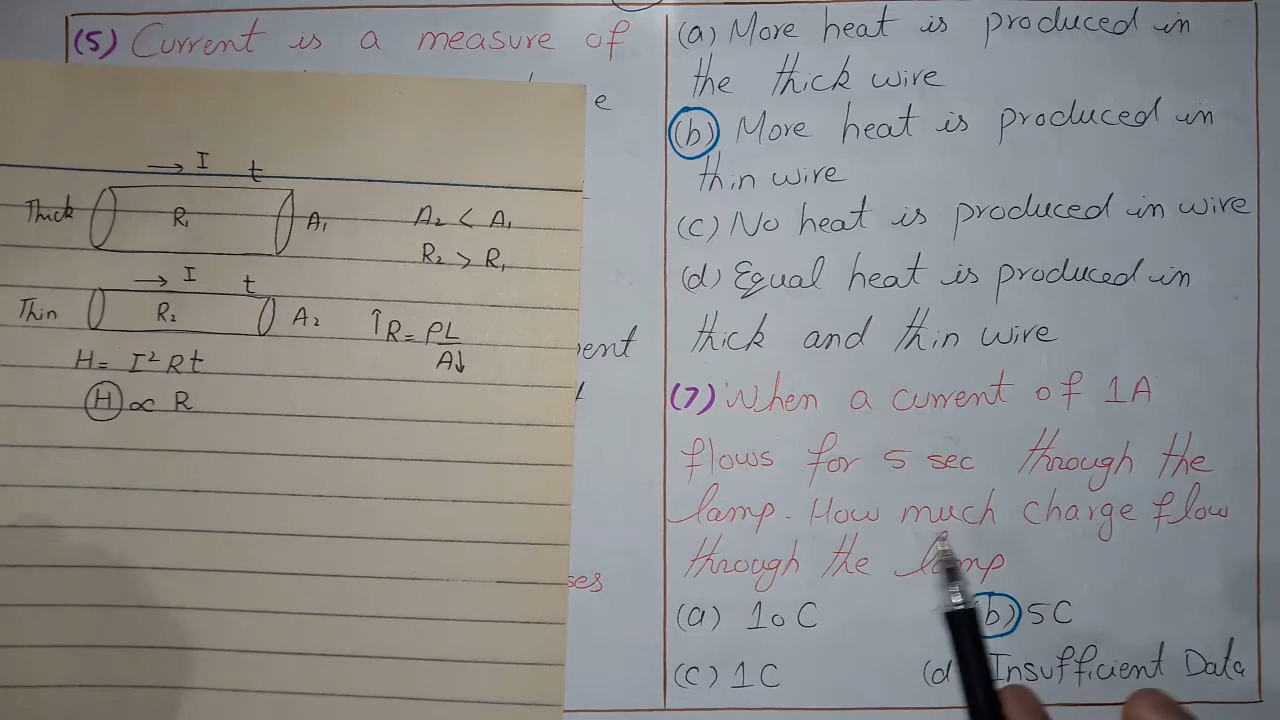 (5) Current is a measure of
e
→ I t
Thick R₁ A₁ A₂ < A₁
R₂ > R₁
→ I t
Thin R₂ A₂ ↑R = ρL
A↓
H = I² R t
H ∝ R
ent
ses
(a) More heat is produced in
the thick wire
(b) More heat is produced in
thin wire
(c) No heat is produced in wire
(d) Equal heat is produced in
thick and thin wire
(7) When a current of 1A
flows for 5 sec through the
lamp. How much charge flow
through the lamp
(a) 10 C (b) 5C
(c) 1C (d Insufficient Data